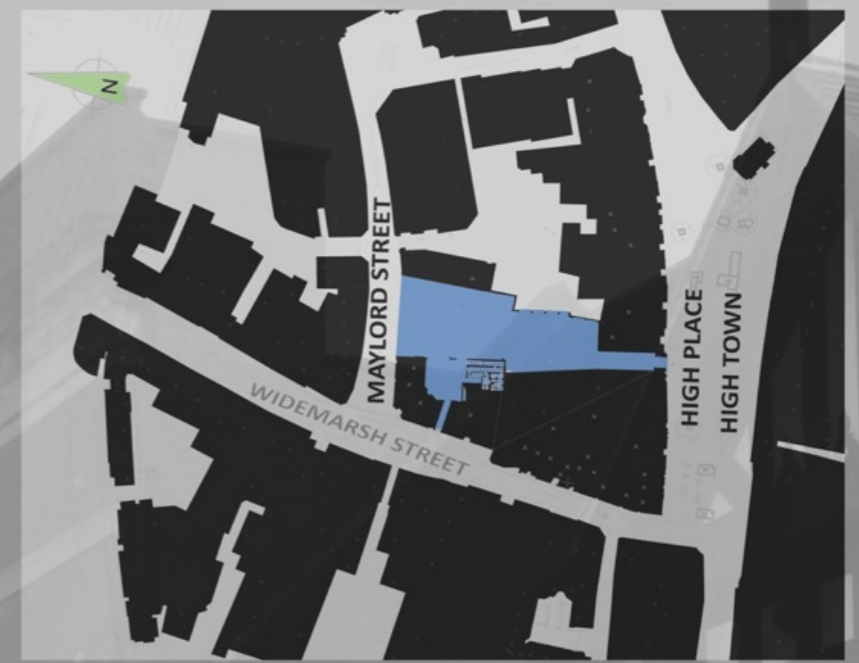 N
MAYLORD STREET
WIDEMARSH STREET
HIGH PLACE
HIGH TOWN